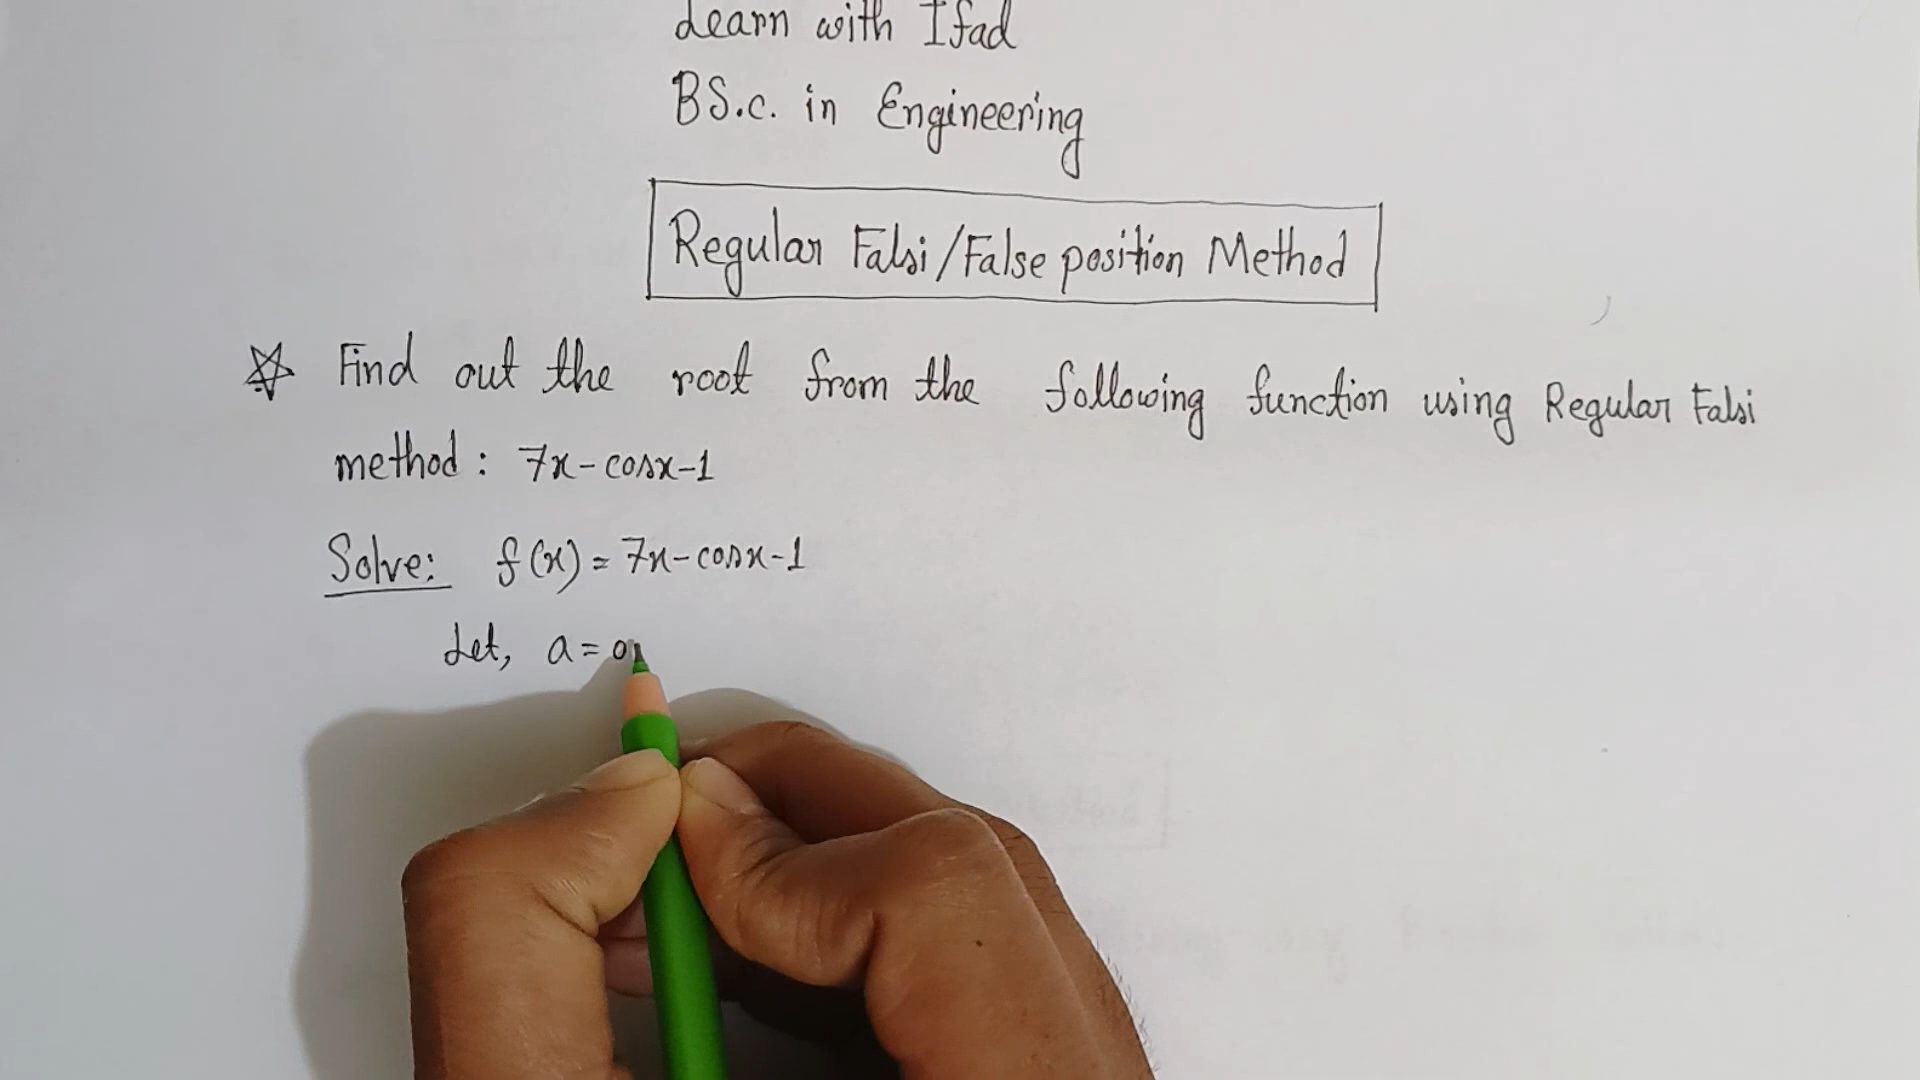 Learn with Ifad
BS.c. in Engineering
Regular Falsi/False position Method
Find out the root from the following function using Regular Falsi
method: 7x-cosx-1
Solve: f(x)=7x-cosx-1
Let, a=0